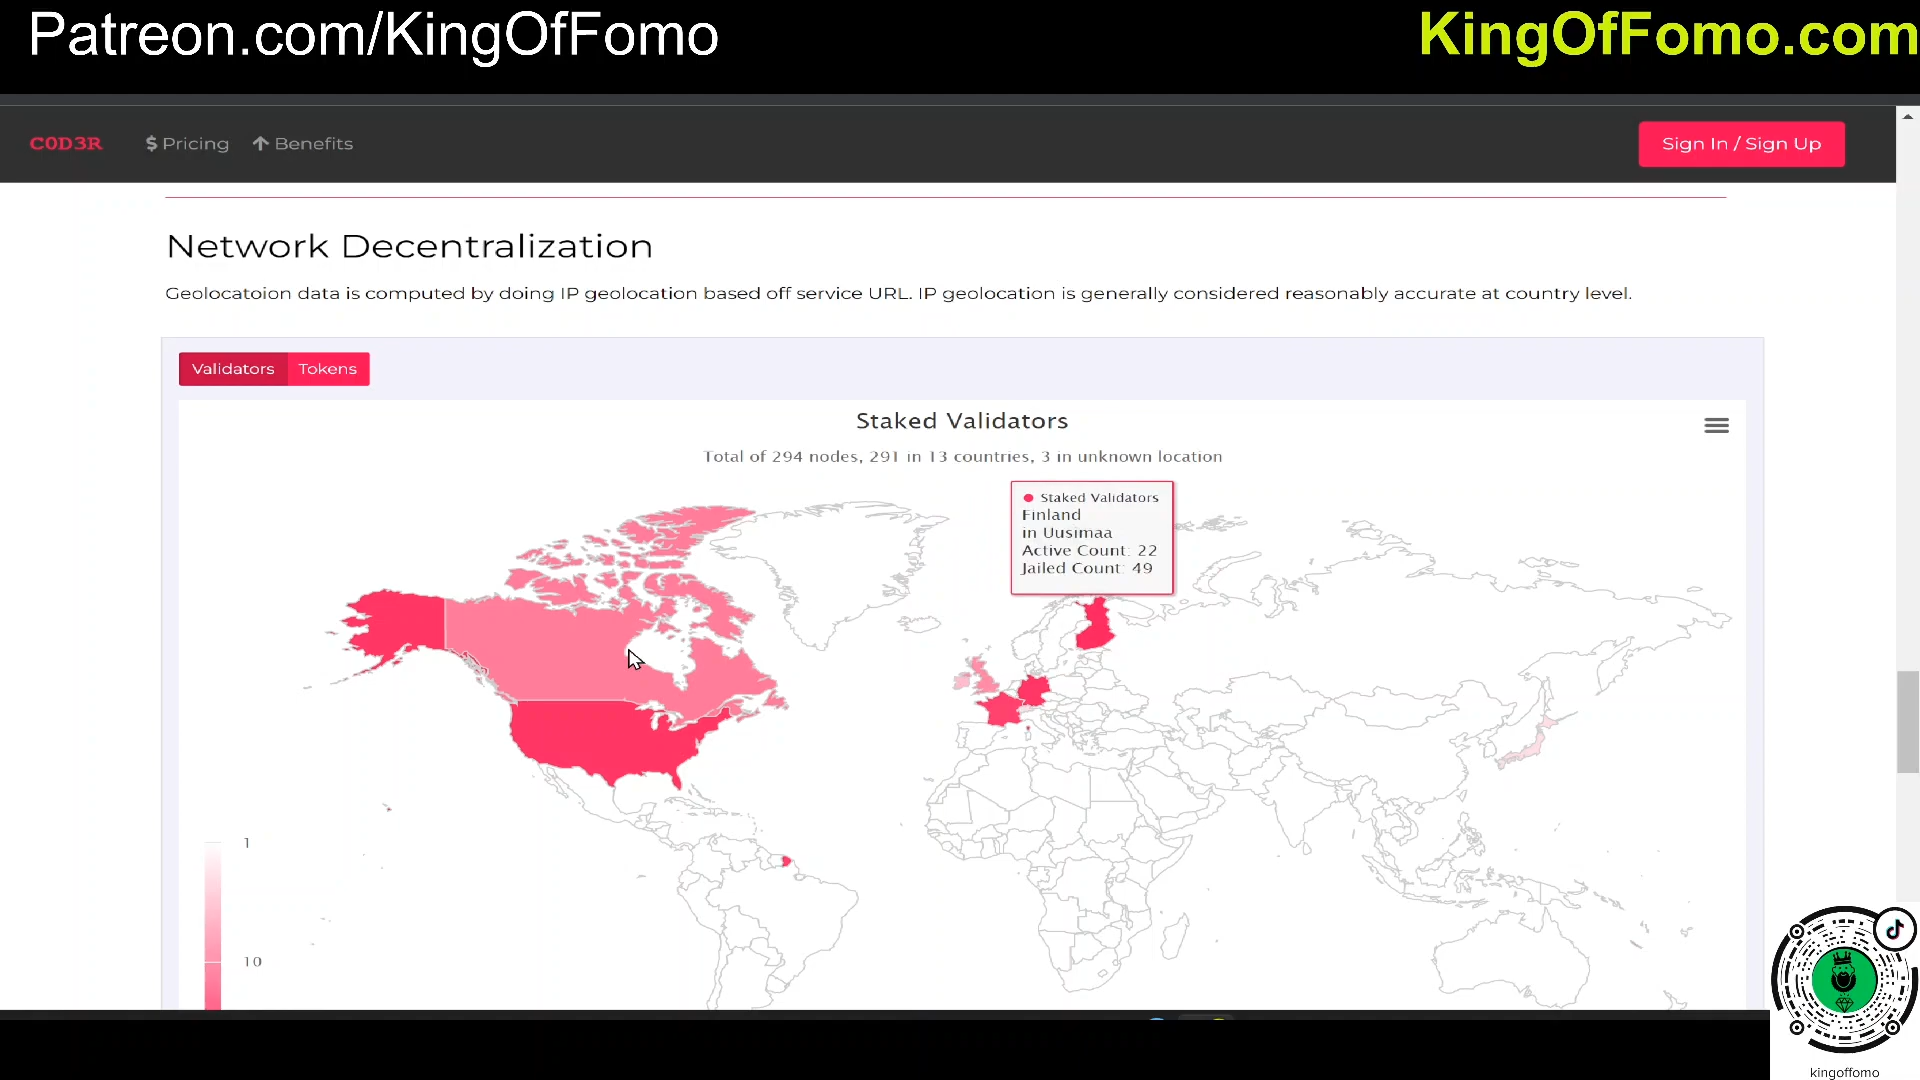 Patreon.com/KingOfFomo
KingOfFomo.com
C0D3R
$ Pricing
Benefits
Sign In / Sign Up
Network Decentralization
Geolocatoion data is computed by doing IP geolocation based off service URL. IP geolocation is generally considered reasonably accurate at country level.
Validators
Tokens
Staked Validators
Total of 294 nodes, 291 in 13 countries, 3 in unknown location
Staked Validators
Finland
in Uusimaa
Active Count: 22
Jailed Count: 49
1
10
kingoffomo